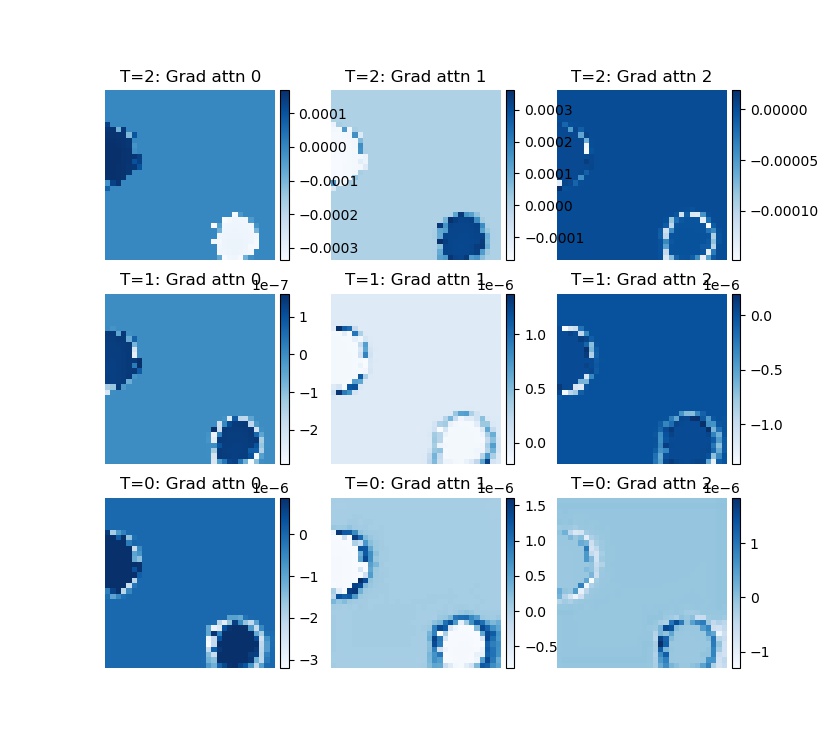 T=2: Grad attn 0
0.0001
0.0000
−0.0001
−0.0002
−0.0003
T=2: Grad attn 1
0.0003
0.0002
0.0001
0.0000
−0.0001
T=2: Grad attn 2
0.00000
−0.00005
−0.00010
T=1: Grad attn 0
1e−7
1
0
−1
−2
T=1: Grad attn 1
1e−6
1.0
0.5
0.0
T=1: Grad attn 2
1e−6
0.0
−0.5
−1.0
T=0: Grad attn 0
1e−6
0
−1
−2
−3
T=0: Grad attn 1
1e−6
1.5
1.0
0.5
0.0
−0.5
T=0: Grad attn 2
1e−6
1
0
−1